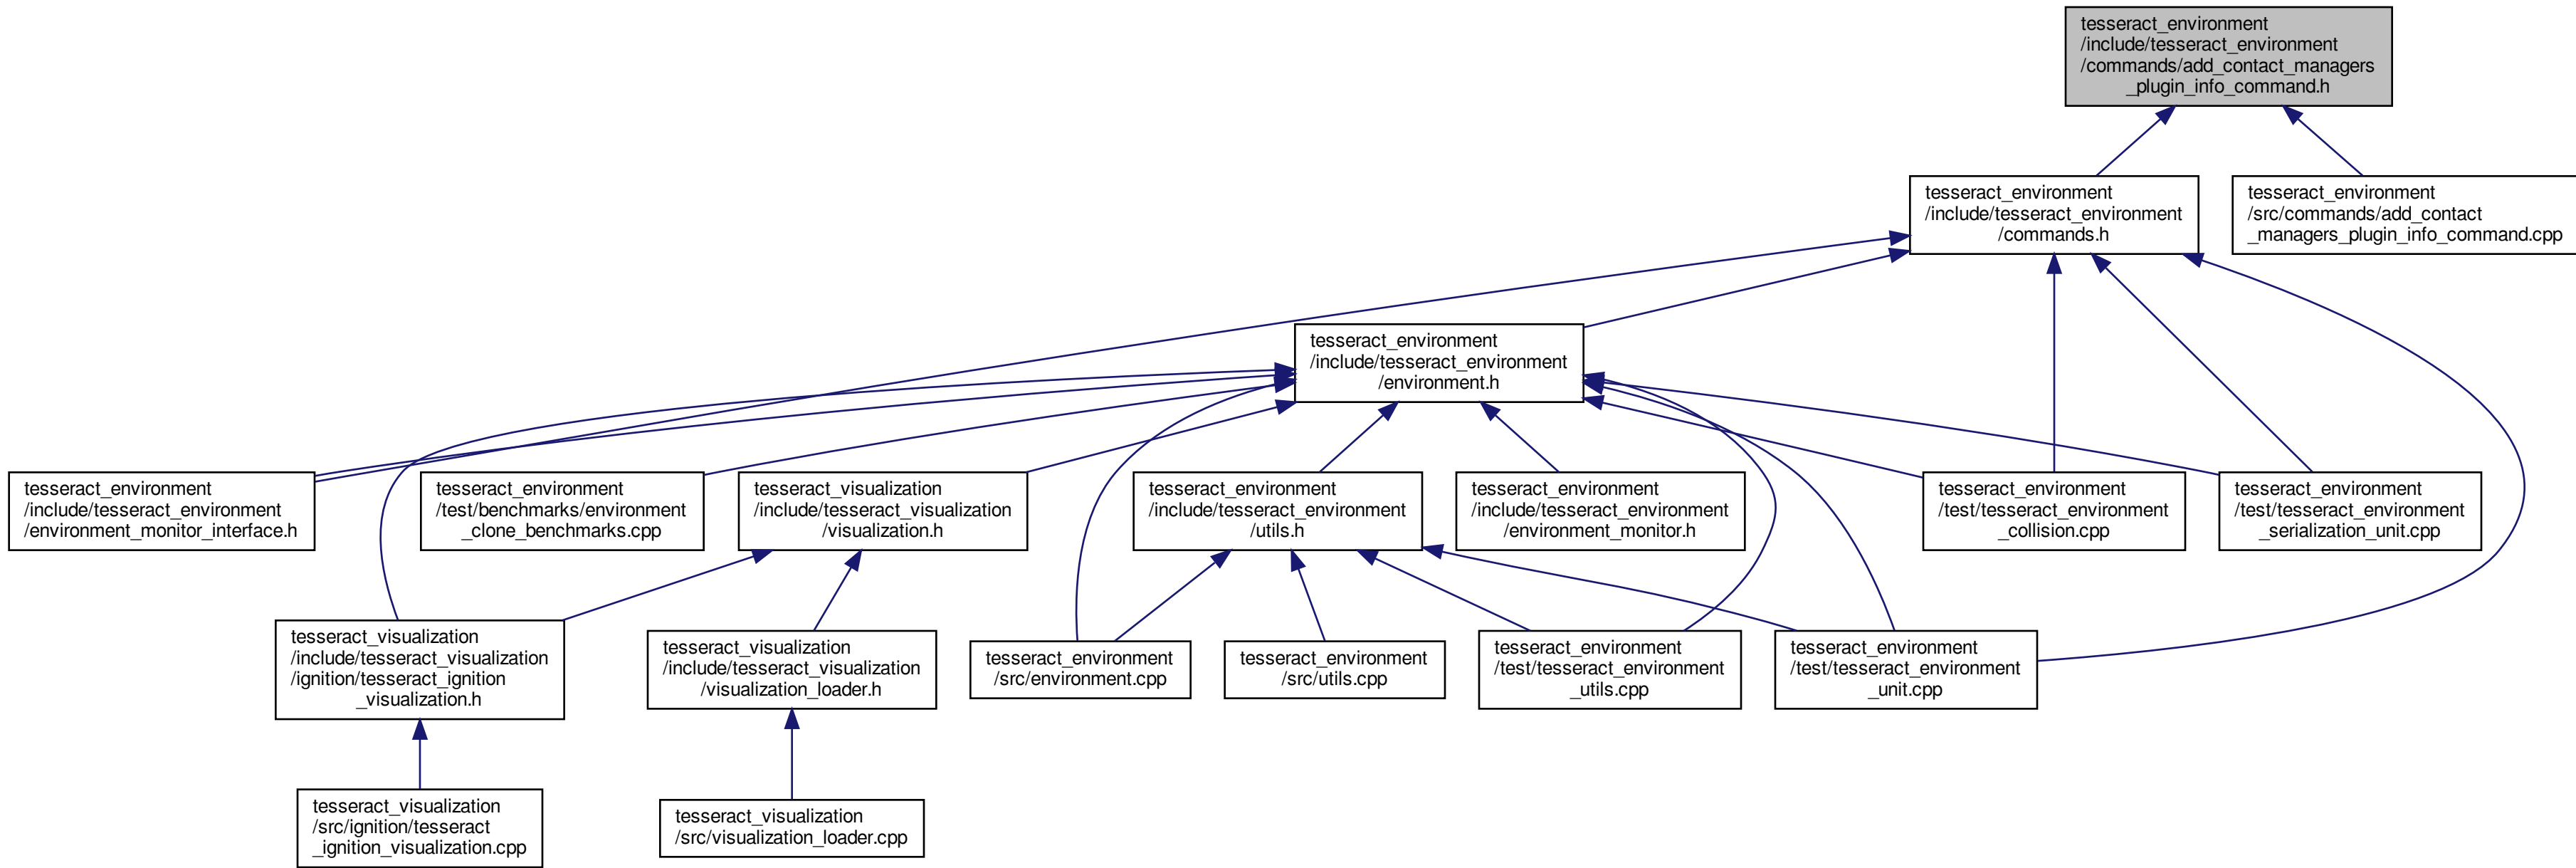 tesseract_environment
/include/tesseract_environment
/commands/add_contact_managers
_plugin_info_command.h
tesseract_environment
/include/tesseract_environment
/commands.h
tesseract_environment
/src/commands/add_contact
_managers_plugin_info_command.cpp
tesseract_environment
/include/tesseract_environment
/environment.h
tesseract_environment
/include/tesseract_environment
/environment_monitor_interface.h
tesseract_environment
/test/benchmarks/environment
_clone_benchmarks.cpp
tesseract_visualization
/include/tesseract_visualization
/visualization.h
tesseract_environment
/include/tesseract_environment
/utils.h
tesseract_environment
/include/tesseract_environment
/environment_monitor.h
tesseract_environment
/test/tesseract_environment
_collision.cpp
tesseract_environment
/test/tesseract_environment
_serialization_unit.cpp
tesseract_visualization
/include/tesseract_visualization
/ignition/tesseract_ignition
_visualization.h
tesseract_visualization
/include/tesseract_visualization
/visualization_loader.h
tesseract_environment
/src/environment.cpp
tesseract_environment
/src/utils.cpp
tesseract_environment
/test/tesseract_environment
_utils.cpp
tesseract_environment
/test/tesseract_environment
_unit.cpp
tesseract_visualization
/src/ignition/tesseract
_ignition_visualization.cpp
tesseract_visualization
/src/visualization_loader.cpp